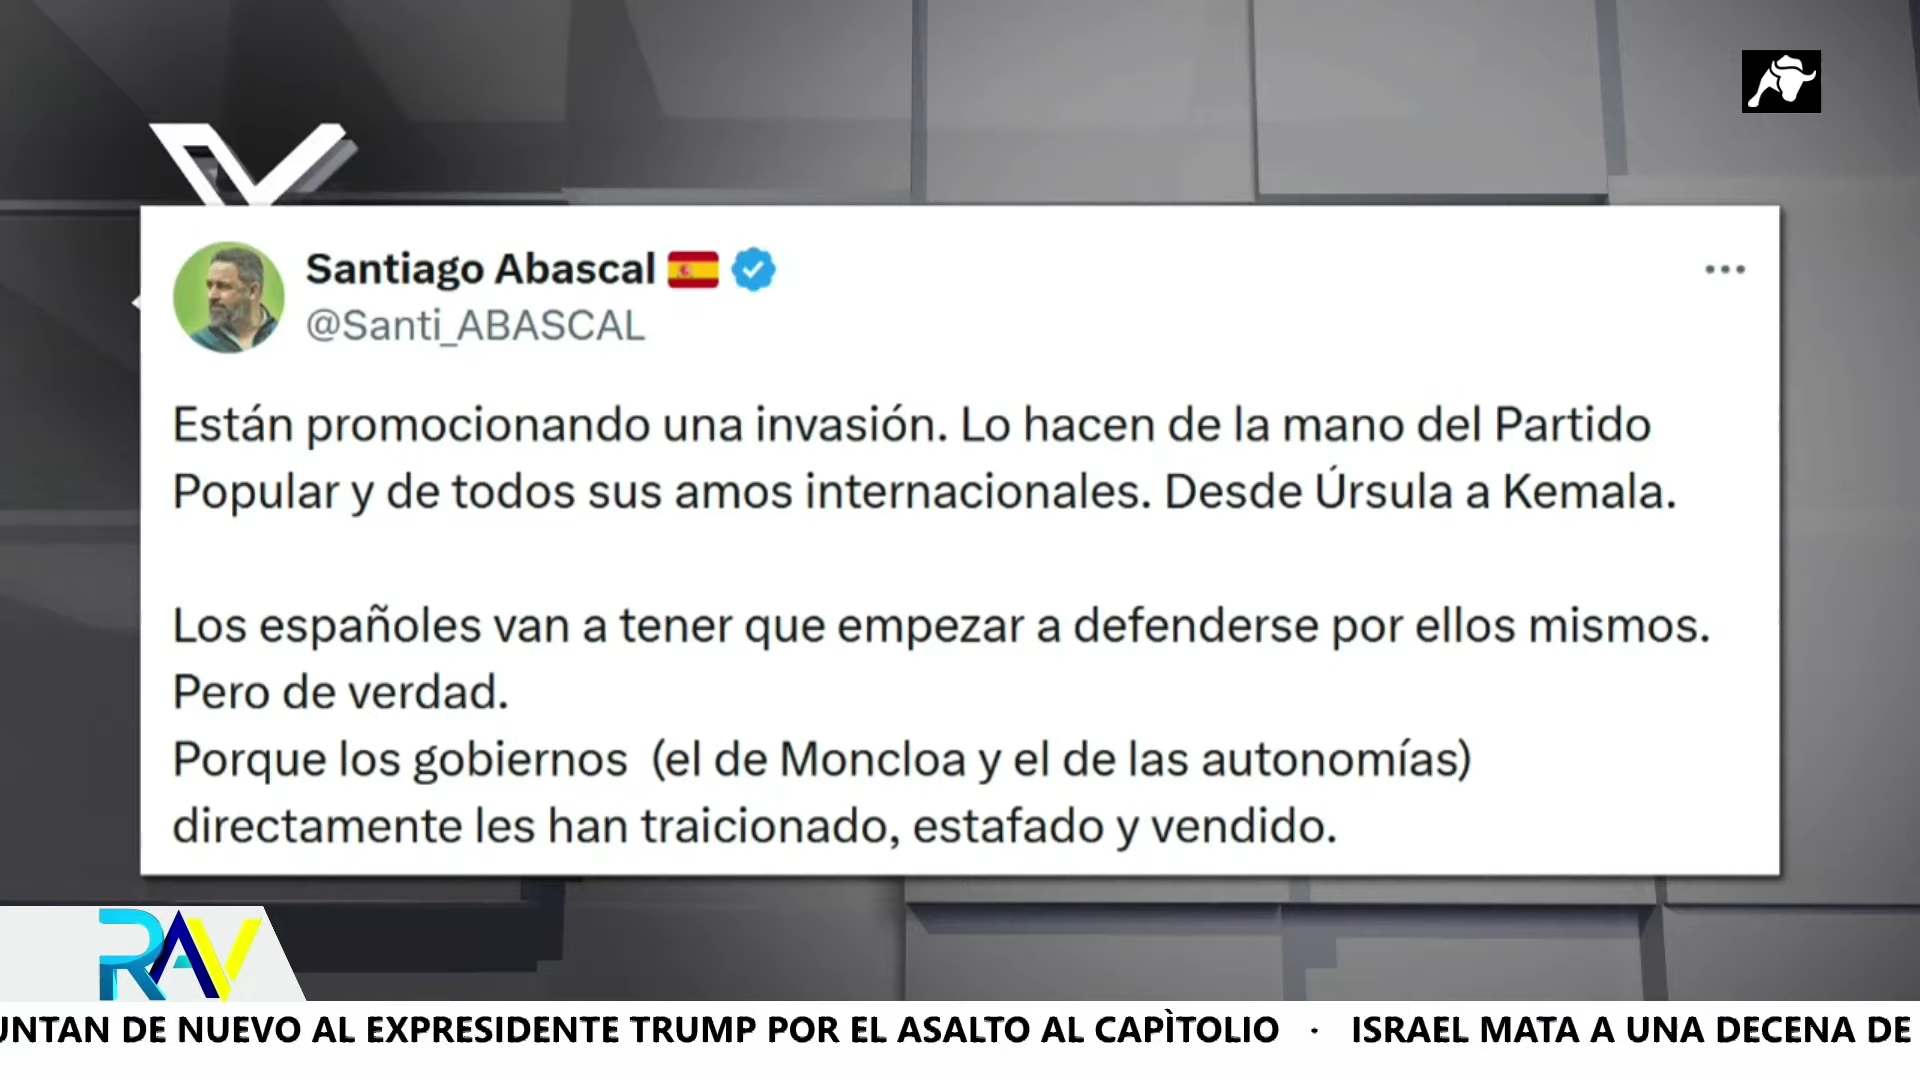 Santiago Abascal
@Santi_ABASCAL
Están promocionando una invasión. Lo hacen de la mano del Partido
Popular y de todos sus amos internacionales. Desde Úrsula a Kemala.
Los españoles van a tener que empezar a defenderse por ellos mismos.
Pero de verdad.
Porque los gobiernos (el de Moncloa y el de las autonomías)
directamente les han traicionado, estafado y vendido.
RAV
UNTAN DE NUEVO AL EXPRESIDENTE TRUMP POR EL ASALTO AL CAPÌTOLIO · ISRAEL MATA A UNA DECENA DE